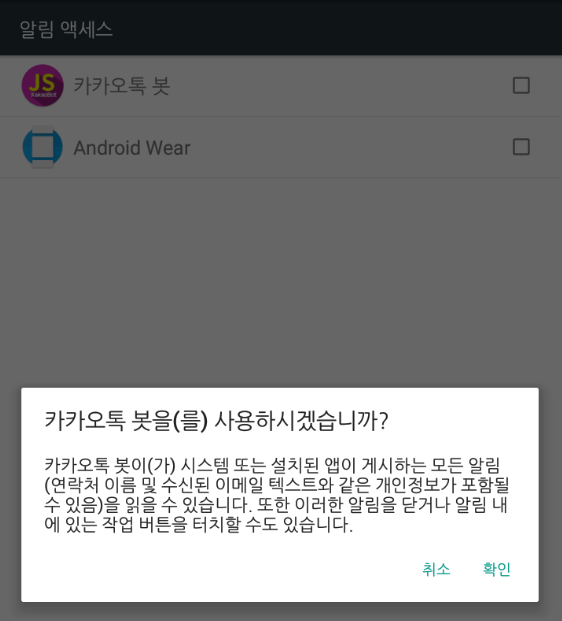 알림 액세스
JS
KakaoBot
카카오톡 봇
Android Wear
카카오톡 봇을(를) 사용하시겠습니까?
카카오톡 봇이(가) 시스템 또는 설치된 앱이 게시하는 모든 알림
(연락처 이름 및 수신된 이메일 텍스트와 같은 개인정보가 포함될
수 있음)을 읽을 수 있습니다. 또한 이러한 알림을 닫거나 알림 내
에 있는 작업 버튼을 터치할 수도 있습니다.
취소
확인